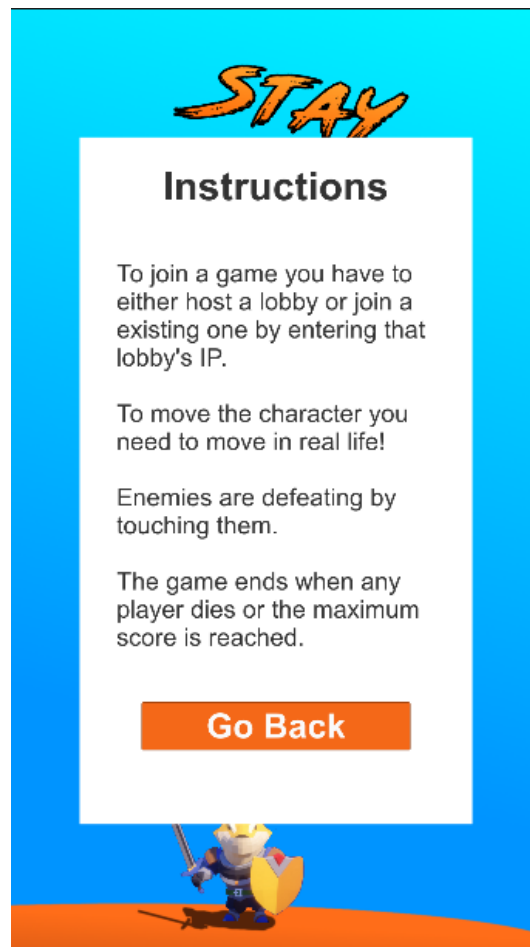 STAY
Instructions
To join a game you have to
either host a lobby or join a
existing one by entering that
lobby's IP.
To move the character you
need to move in real life!
Enemies are defeating by
touching them.
The game ends when any
player dies or the maximum
score is reached.
Go Back